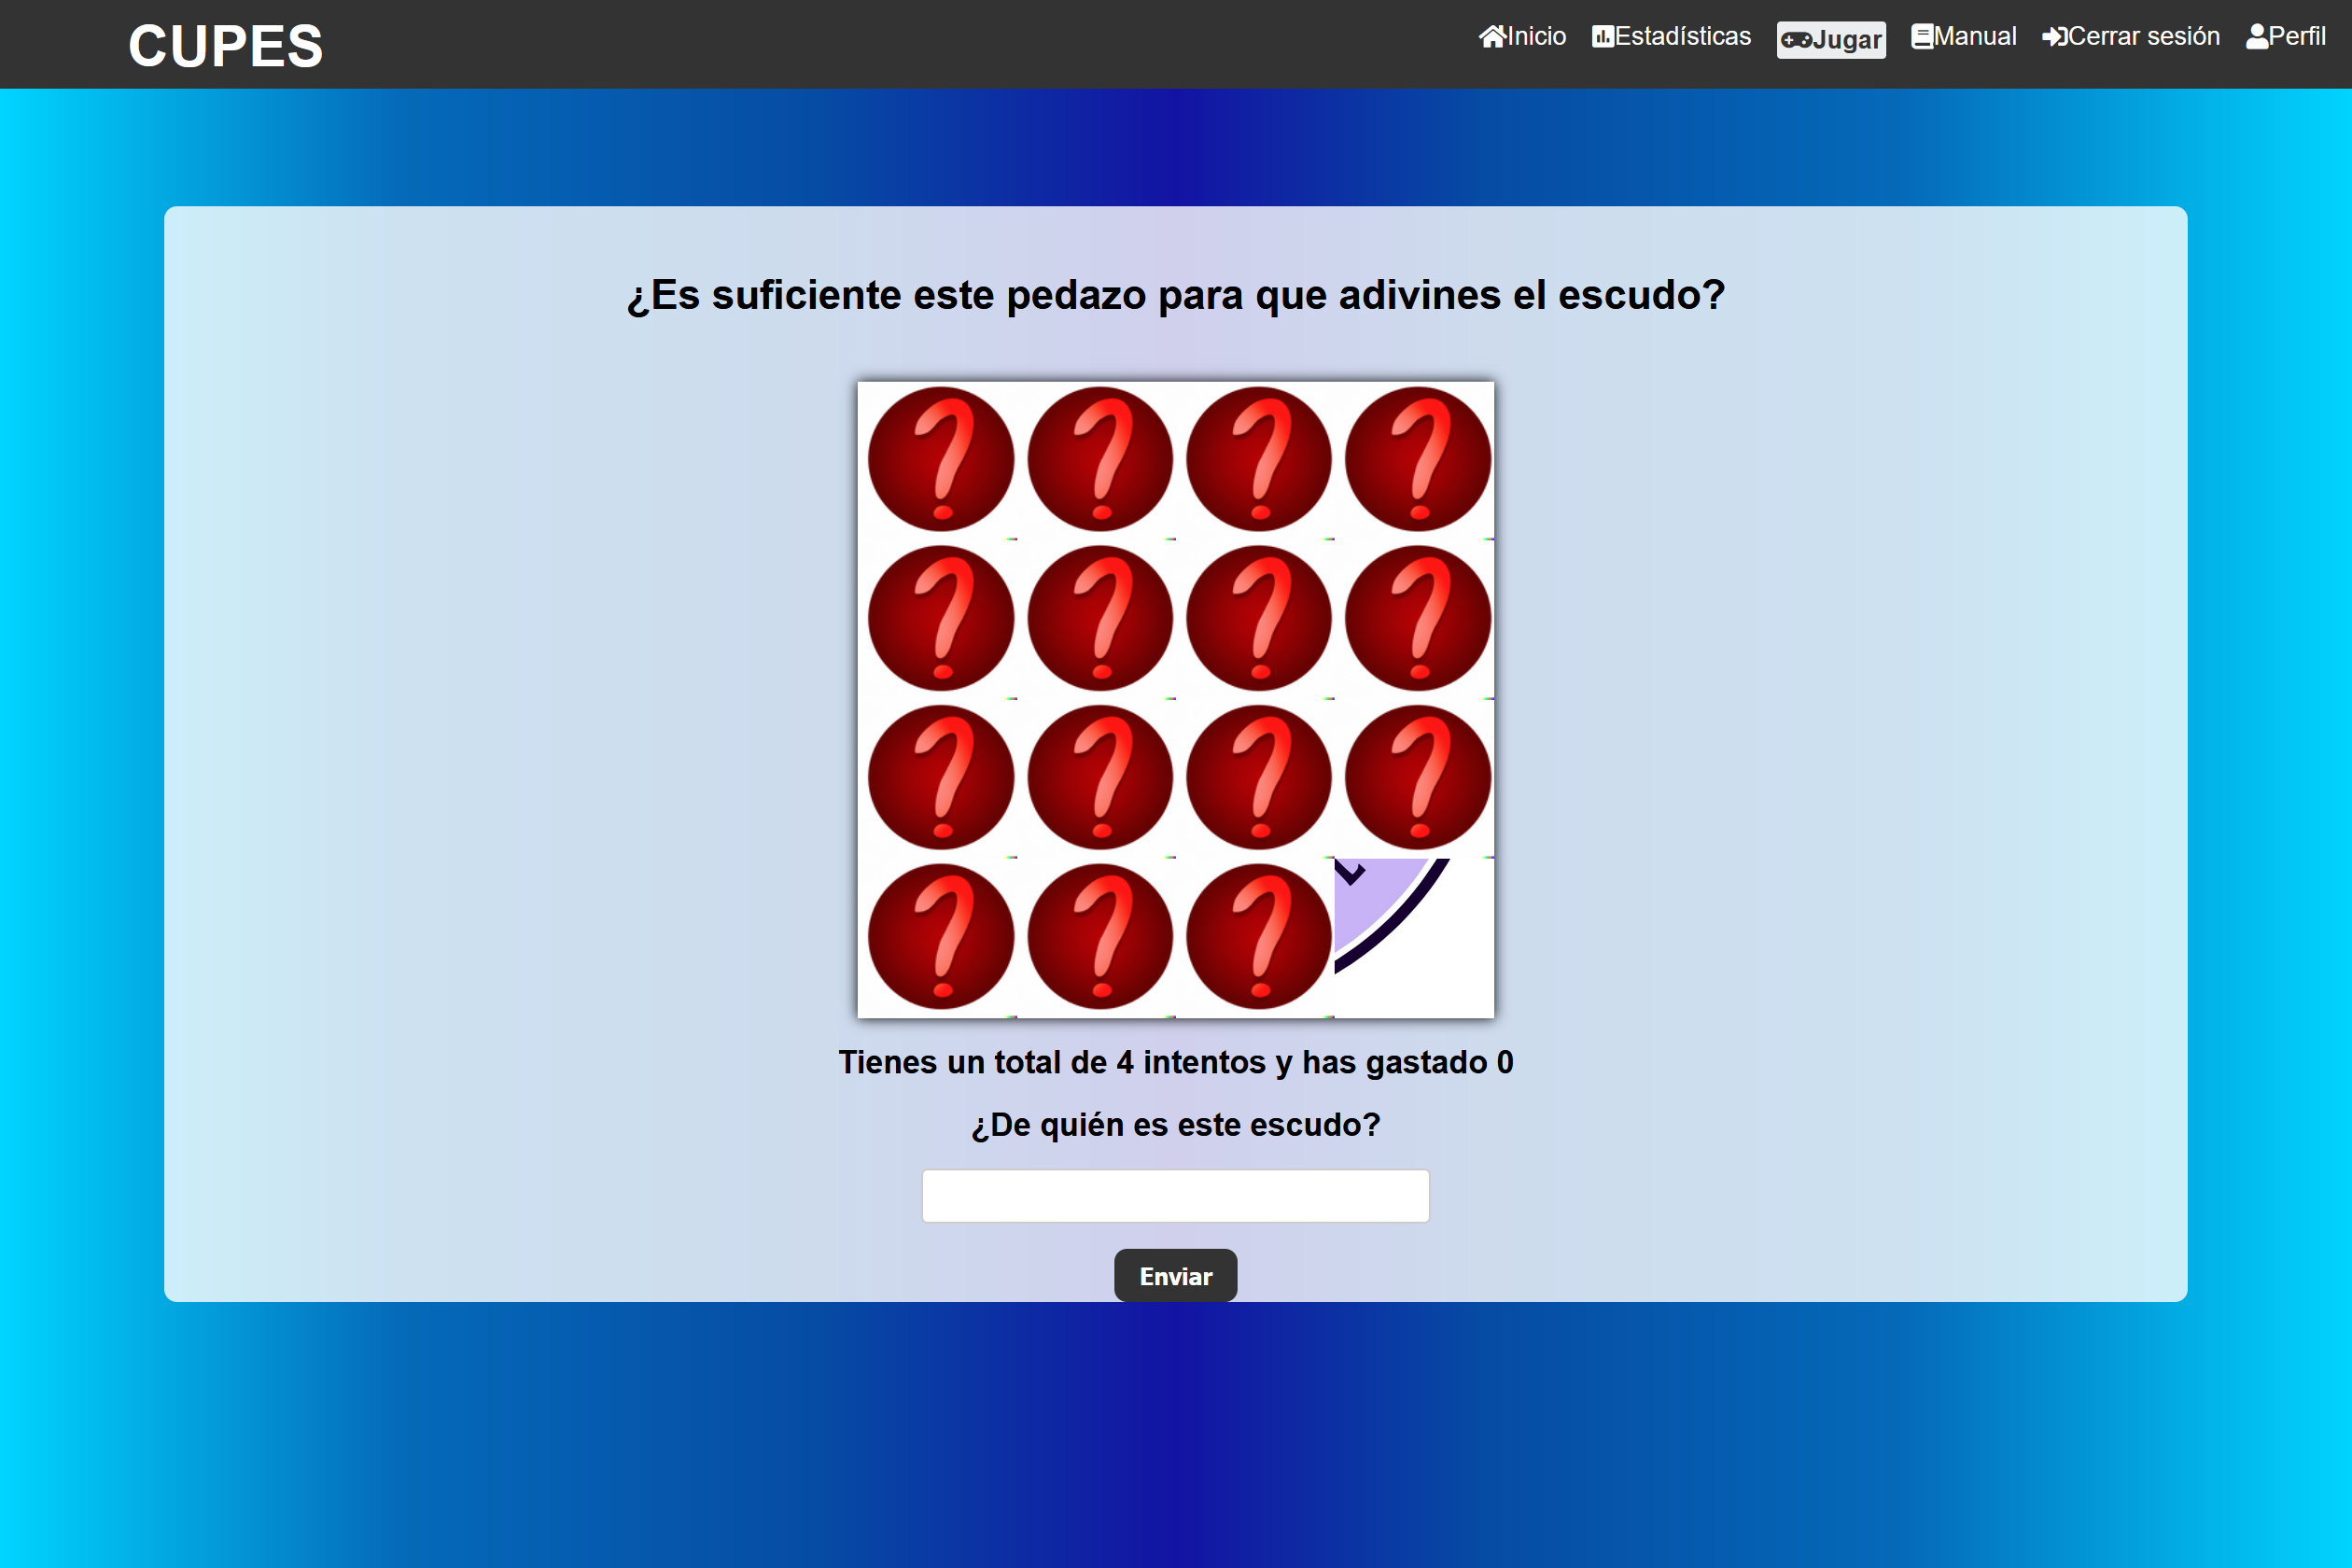 CUPES
Inicio Estadísticas Jugar Manual Cerrar sesión Perfil
¿Es suficiente este pedazo para que adivines el escudo?
? ? ? ?
? ? ? ?
? ? ? ?
? ? ?
Tienes un total de 4 intentos y has gastado 0
¿De quién es este escudo?
Enviar